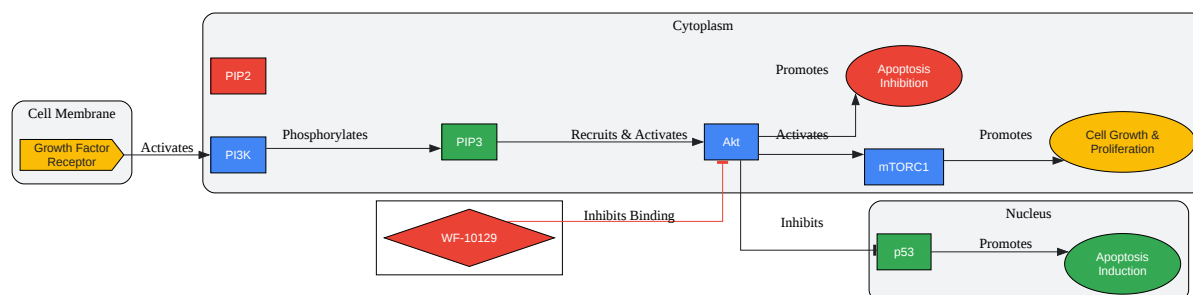 Cytoplasm
PIP2
Promotes
Apoptosis
Inhibition
Cell Membrane
Growth Factor
Receptor
Activates
PI3K
Phosphorylates
PIP3
Recruits & Activates
Akt
Activates
mTORC1
Promotes
Cell Growth &
Proliferation
WF-10129
Inhibits Binding
Inhibits
Nucleus
p53
Promotes
Apoptosis
Induction